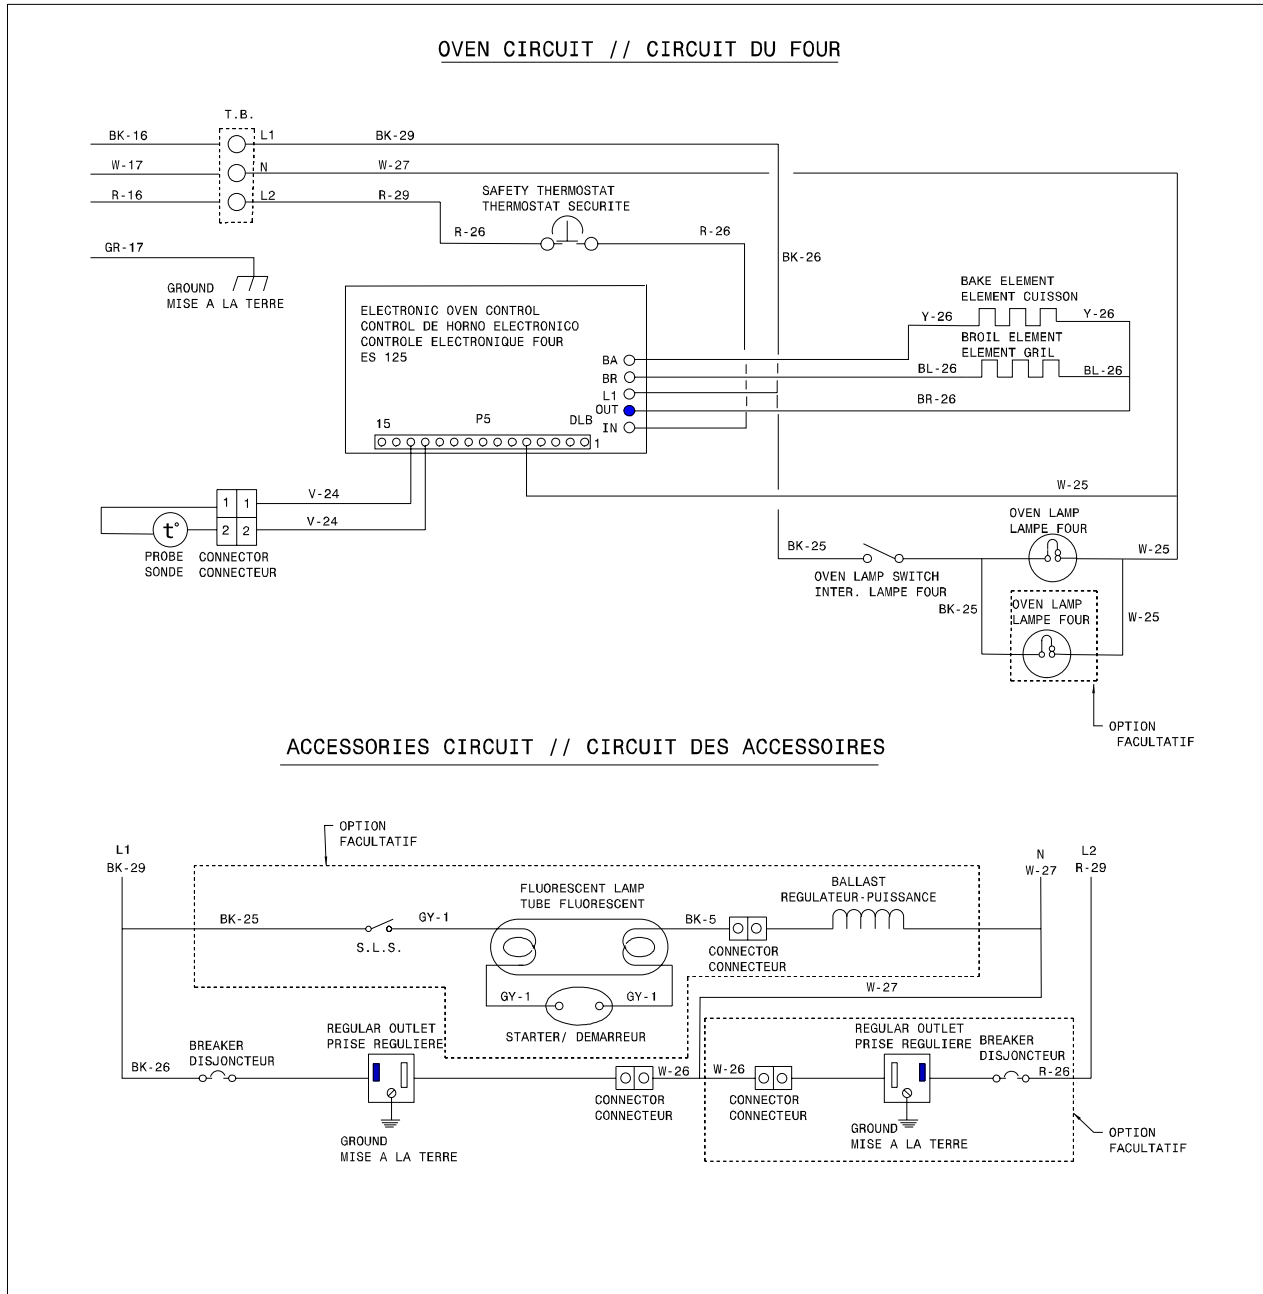 OVEN CIRCUIT // CIRCUIT DU FOUR
T.B.
BK-16
L1
BK-29
W-17
N
W-27
R-16
L2
R-29
SAFETY THERMOSTAT
THERMOSTAT SECURITE
R-26
R-26
GR-17
BK-26
GROUND
MISE A LA TERRE
BAKE ELEMENT
ELEMENT CUISSON
Y-26
Y-26
BROIL ELEMENT
ELEMENT GRIL
BL-26
BL-26
BR-26
ELECTRONIC OVEN CONTROL
CONTROL DE HORNO ELECTRONICO
CONTROLE ELECTRONIQUE FOUR
ES 125
BA
BR
L1
OUT
IN
15
P5
DLB
1
V-24
V-24
1 1
2 2
t°
PROBE
SONDE
CONNECTOR
CONNECTEUR
W-25
OVEN LAMP
LAMPE FOUR
BK-25
W-25
OVEN LAMP SWITCH
INTER. LAMPE FOUR
BK-25
OVEN LAMP
LAMPE FOUR
W-25
OPTION
FACULTATIF
ACCESSORIES CIRCUIT // CIRCUIT DES ACCESSOIRES
OPTION
FACULTATIF
L1
BK-29
N
W-27
L2
R-29
BK-25
S.L.S.
GY-1
FLUORESCENT LAMP
TUBE FLUORESCENT
BK-5
BALLAST
REGULATEUR-PUISSANCE
CONNECTOR
CONNECTEUR
GY-1
GY-1
STARTER/ DEMARREUR
W-27
BREAKER
DISJONCTEUR
BK-26
REGULAR OUTLET
PRISE REGULIERE
GROUND
MISE A LA TERRE
W-26
CONNECTOR
CONNECTEUR
W-26
CONNECTOR
CONNECTEUR
REGULAR OUTLET
PRISE REGULIERE
BREAKER
DISJONCTEUR
R-26
GROUND
MISE A LA TERRE
OPTION
FACULTATIF